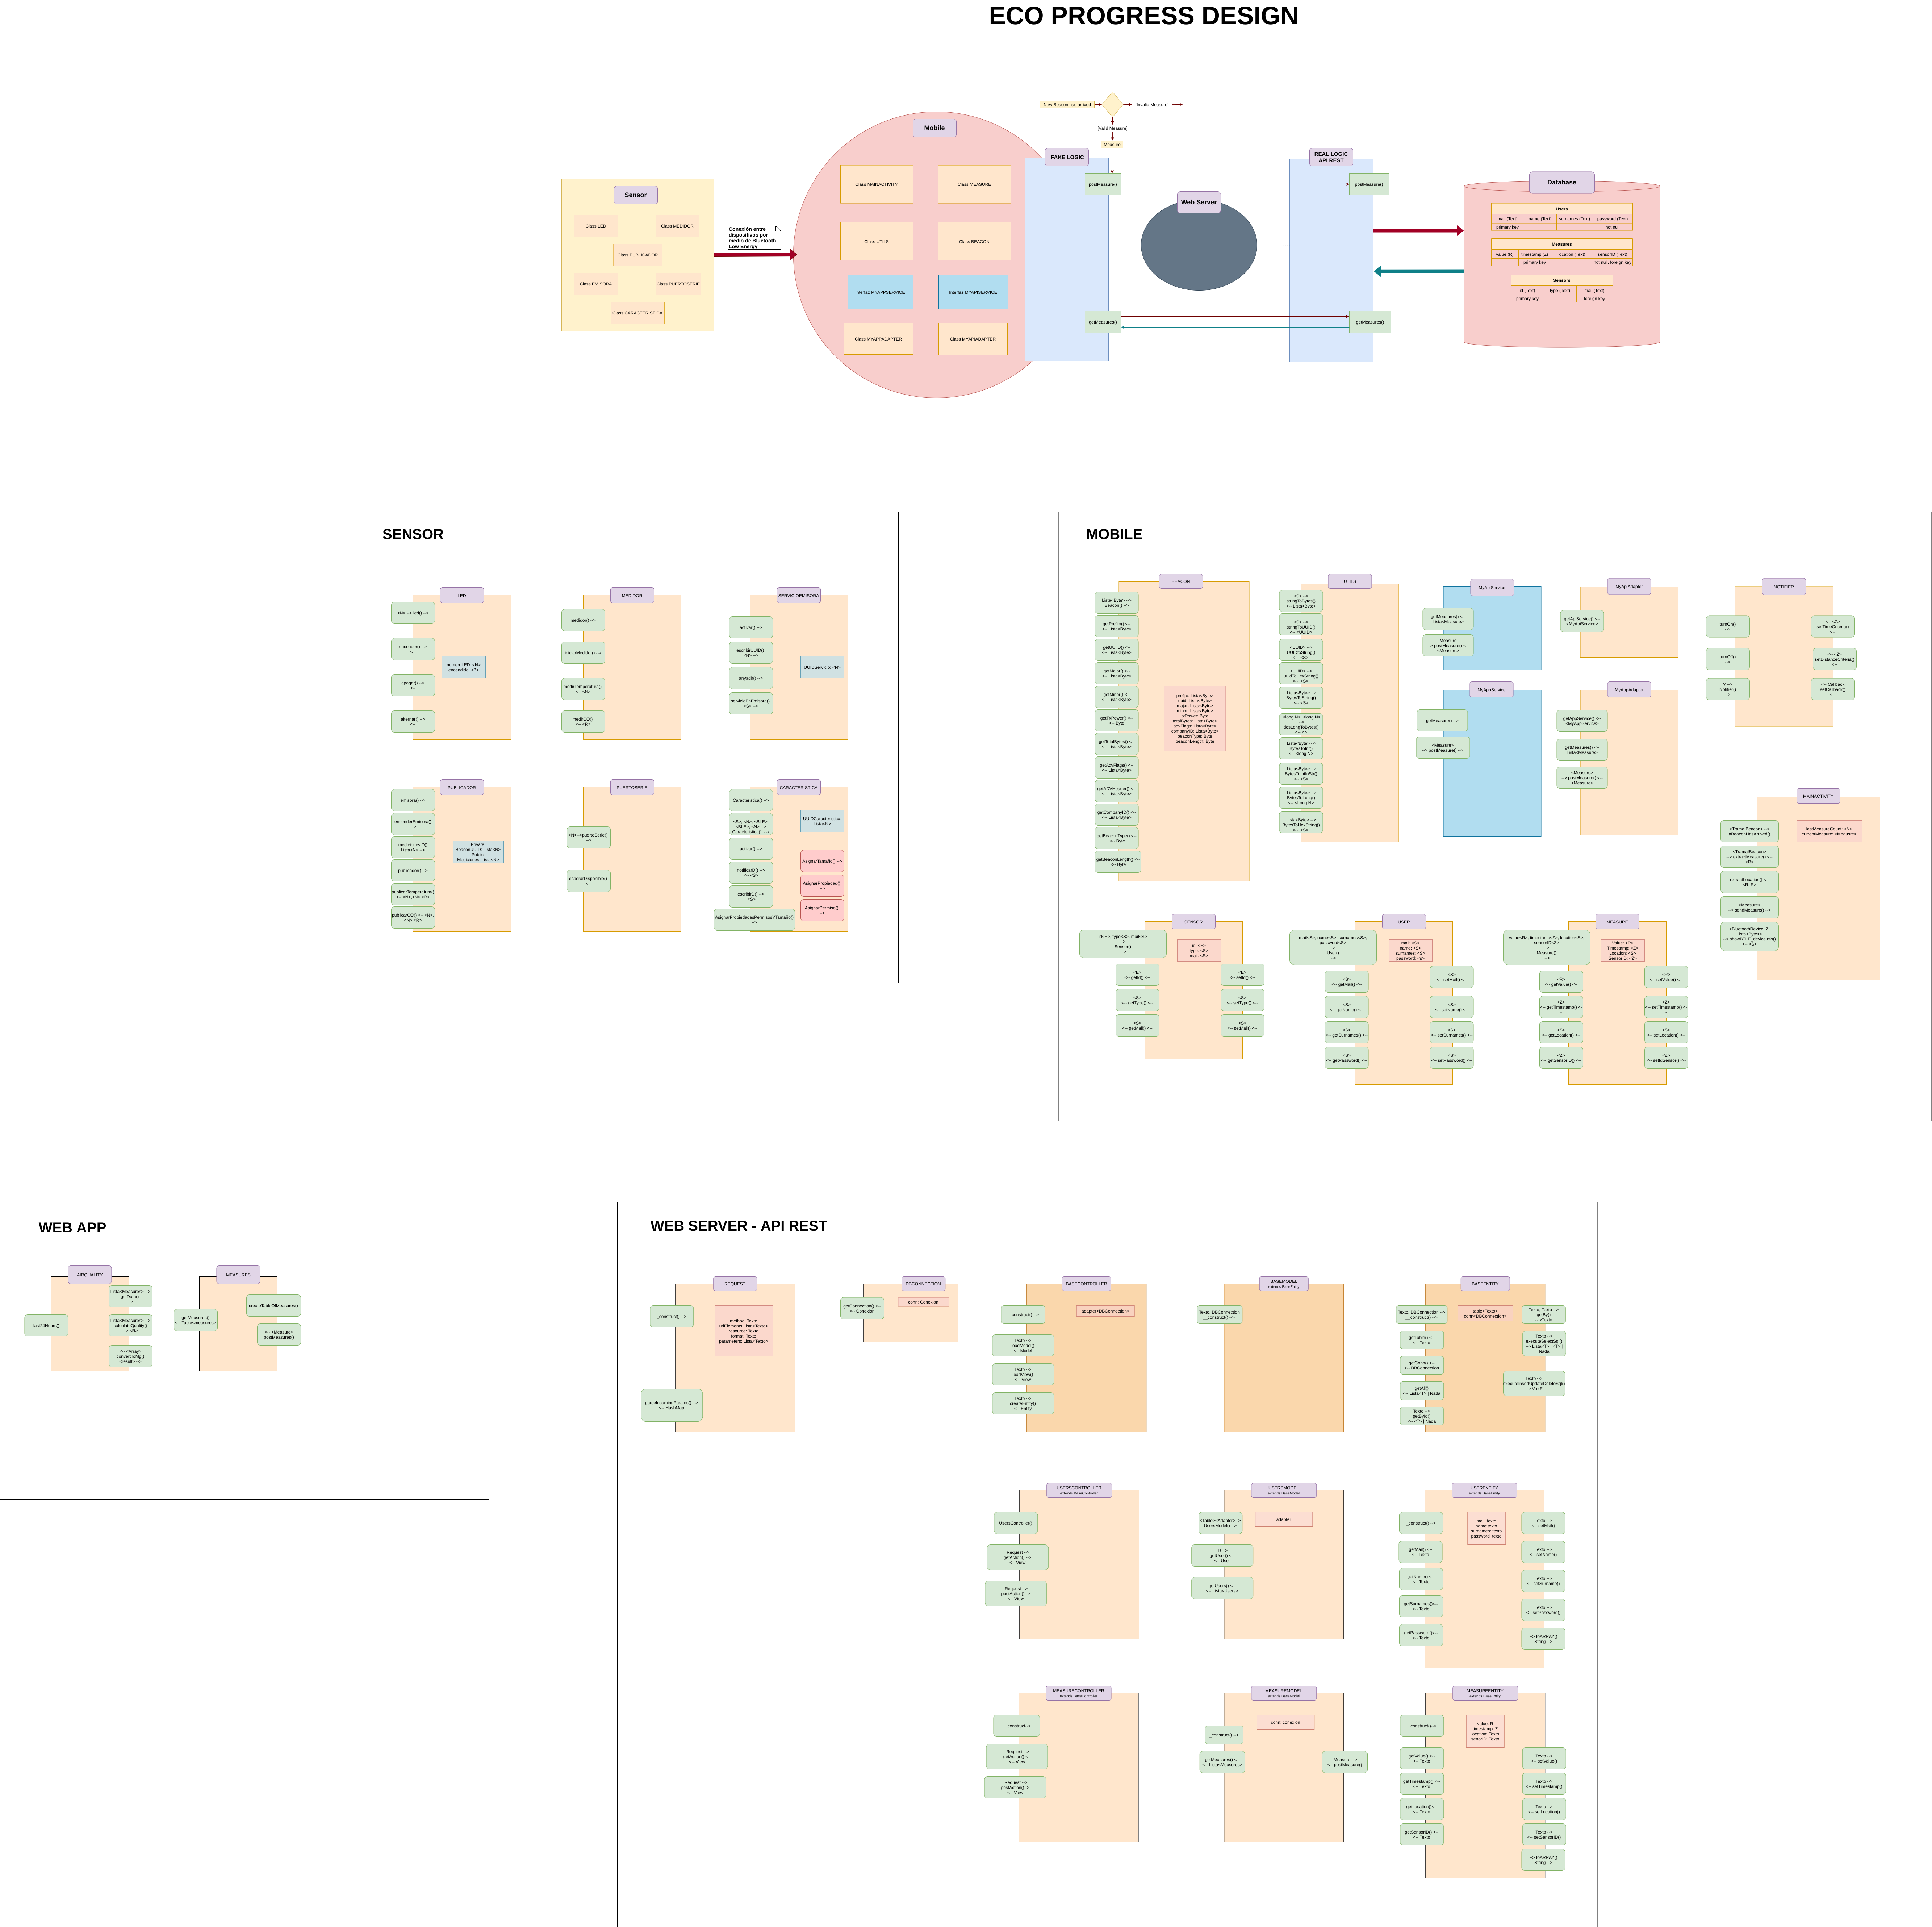 ECO PROGRESS DESIGN
New Beacon has arrived
[Invalid Measure]
[Valid Measure]
Measure
Mobile
FAKE LOGIC
REAL LOGIC
API REST
Sensor
Class LED
Class MEDIDOR
Class PUBLICADOR
Class EMISORA
Class PUERTOSERIE
Class CARACTERISTICA
Conexión entre
dispositivos por
medio de Bluetooth
Low Energy
Class MAINACTIVITY
Class MEASURE
Class UTILS
Class BEACON
Interfaz MYAPPSERVICE
Interfaz MYAPISERVICE
Class MYAPPADAPTER
Class MYAPIADAPTER
postMeasure()
getMeasures()
Web Server
postMeasure()
getMeasures()
Database
Users
mail (Text) name (Text) surnames (Text) password (Text)
primary key not null
Measures
value (R) timestamp (Z) location (Text) sensorID (Text)
primary key not null, foreign key
Sensors
id (Text) type (Text) mail (Text)
primary key foreign key
SENSOR
LED
<N> --> led() -->
encender() -->
<--
apagar() -->
<--
alternar() -->
<--
numeroLED: <N>
encendido: <B>
MEDIDOR
medidor() -->
iniciarMedidor() -->
medirTemperatura()
<-- <R>
medirCO()
<-- <R>
SERVICIOEMISORA
activar() -->
escribirUUID()
<N> -->
anyadir() -->
servicioEnEmisora()
<S> -->
UUIDServicio: <N>
PUBLICADOR
emisora() -->
encenderEmisora()
-->
medicionesID()
Lista<N> -->
publicador() -->
publicarTemperatura()
<-- <N>,<N>,<R>
publicarCO() <-- <N>,
<N>,<R>
Private:
BeaconUUID: Lista<N>
Public:
Mediciones: Lista<N>
PUERTOSERIE
<N>-->puertoSerie()
-->
esperarDisponible()
<--
CARACTERISTICA
Caracteristica() -->
<S>, <N>, <BLE>,
<BLE>, <N> -->
Caracteristica() -->
activar() -->
notificarD() -->
<-- <S>
escribirD() -->
<S>
AsignarPropiedadesPermisosYTamaño()
-->
UUIDCaracteristica:
Lista<N>
AsignarTamaño() -->
AsignarPropiedad()
-->
AsignarPermiso()
-->
MOBILE
BEACON
Lista<Byte> -->
Beacon() -->
getPrefijo() <--
<-- Lista<Byte>
getUUID() <--
<-- Lista<Byte>
getMajor() <--
<-- Lista<Byte>
getMinor() <--
<-- Lista<Byte>
getTxPower() <--
<-- Byte
getTotalBytes() <--
<-- Lista<Byte>
getAdvFlags() <--
<-- Lista<Byte>
getADVHeader() <--
<-- Lista<Byte>
getCompanyID() <--
<-- Lista<Byte>
getBeaconType() <--
<-- Byte
getBeaconLength() <--
<-- Byte
prefijo: Lista<Byte>
uuid: Lista<Byte>
major: Lista<Byte>
minor: Lista<Byte>
txPower: Byte
totalBytes: Lista<Byte>
advFlags: Lista<Byte>
companyID: Lista<Byte>
beaconType: Byte
beaconLength: Byte
UTILS
<S> -->
stringToBytes()
<-- Lista<Byte>
<S> -->
stringToUUID()
<-- <UUID>
<UUID> -->
UUIDtoString()
<-- <S>
<UUID> -->
uuidToHexString()
<-- <S>
Lista<Byte> -->
BytesToString()
<-- <S>
<long N>, <long N>
-->
dosLongToBytes()
<-- <>
Lista<Byte> -->
BytesToInt()
<-- <long N>
Lista<Byte> -->
BytesToIntinStr()
<-- <S>
Lista<Byte> -->
BytesToLong()
<-- <Long N>
Lista<Byte> -->
BytesToHexString()
<-- <S>
MyApiService
getMeasures() <--
List<Measure>
Measure
--> postMeasure() <--
<Measure>
MyApiAdapter
getApiService() <--
<MyApiService>
NOTIFIER
turnOn()
-->
turnOff()
-->
? -->
Notifier()
-->
<-- <Z>
setTimeCriteria()
<--
<-- <Z>
setDistanceCriteria()
<--
<-- Callback
setCallback()
<--
MyAppService
getMeasure() -->
<Measure>
--> postMeasure() -->
MyAppAdapter
getAppService() <--
<MyAppService>
getMeasures() <--
List<Measure>
<Measure>
--> postMeasure() <--
<Measure>
MAINACTIVITY
<TramaIBeacon> -->
aBeaconHasArrived()
<TramaIBeacon>
--> extractMeasure() <--
<R>
extractLocation() <--
<R, R>
<Measure>
--> sendMeasure() -->
<BluetoothDevice, Z,
Lista<Byte>>
--> showBTLE_deviceInfo()
<-- <S>
lastMeasureCount: <N>
currentMeasure: <Meausre>
SENSOR
id<E>, type<S>, mail<S>
-->
Sensor()
-->
<E>
<-- getId() <--
<S>
<-- getType() <--
<S>
<-- getMail() <--
id: <E>
type: <S>
mail: <S>
<E>
<-- setId() <--
<S>
<-- setType() <--
<S>
<-- setMail() <--
USER
mail<S>, name<S>, surnames<S>,
password<S>
-->
User()
-->
<S>
<-- getMail() <--
<S>
<-- getName() <--
<S>
<-- getSurnames() <--
<S>
<-- getPassword() <--
mail: <S>
name: <S>
surnames: <S>
password: <s>
<S>
<-- setMail() <--
<S>
<-- setName() <--
<S>
<-- setSurnames() <--
<S>
<-- setPassword() <--
MEASURE
value<R>, timestamp<Z>, location<S>,
sensorID<Z>
-->
Measure()
-->
<R>
<-- getValue() <--
<Z>
<-- getTimestamp() <-
-
<S>
<-- getLocation() <--
<Z>
<-- getSensorID() <--
Value: <R>
Timestamp: <Z>
Location: <S>
SensorID: <Z>
<R>
<-- setValue() <--
<Z>
<-- setTimestamp() <--
<S>
<-- setLocation() <--
<Z>
<-- setIdSensor() <--
WEB APP
AIRQUALITY
last24Hours()
Lista<Measures> -->
getData()
-->
Lista<Measures> -->
calculateQuality()
--> <R>
<-- <Array>
convertToMg()
<result> -->
MEASURES
getMeasures()
<-- Table<measures>
createTableOfMeasures()
<-- <Measure>
postMeasures()
WEB SERVER - API REST
REQUEST
_construct() -->
method: Texto
urlElements:Lista<Texto>
resource: Texto
format: Texto
parameters: Lista<Texto>
parseIncomingParams() -->
<-- HashMap
DBCONNECTION
getConnection() <--
<-- Conexion
conn: Conexion
BASECONTROLLER
__construct() -->
adapter<DBConnection>
Texto -->
loadModel()
<-- Model
Texto -->
loadView()
<-- View
Texto -->
createEntity()
<-- Entity
BASEMODEL
extends BaseEntity
Texto, DBConnection
__construct() -->
BASEENTITY
Texto, DBConnection -->
__construct() -->
getTable() <--
<-- Texto
getConn() <--
<-- DBConnection
getAll()
<-- Lista<T> | Nada
Texto -->
getById()
<-- <T> | Nada
table<Texto>
conn<DBConnection>
Texto, Texto -->
getBy()
-->Texto
Texto -->
executeSelectSql()
--> Lista<T> | <T> |
Nada
Texto -->
executeInsertUpdateDeleteSql()
--> V o F
USERSCONTROLLER
extends BaseController
UsersController()
Request -->
getAction() -->
<-- View
Request -->
postAction()-->
<-- View
USERSMODEL
extends BaseModel
<Table><Adapter>-->
UsersModel() -->
adapter
ID -->
getUser() <--
<-- User
getUsers() <--
<-- Lista<Users>
USERENTITY
extends BaseEntity
_construct() -->
getMail() <--
<-- Texto
getName() <--
<-- Texto
getSurnames()<--
<-- Texto
getPassword()<--
<-- Texto
mail: texto
name:texto
surnames: texto
password: texto
Texto -->
<-- setMail()
Texto -->
<-- setName()
Texto -->
<-- setSurname()
Texto -->
<-- setPassword()
--> toARRAY()
String -->
MEASURECONTROLLER
extends BaseController
__construct-->
Request -->
getAction() <--
<-- View
Request -->
postAction()-->
<-- View
MEASUREMODEL
extends BaseModel
_construct() -->
conn: conexion
getMeasures() <--
<-- Lista<Measures>
Measure -->
<-- postMeasure()
MEASUREENTITY
extends BaseEntity
__construct()-->
getValue() <--
<-- Texto
getTimestamp() <--
<-- Texto
getLocation()<--
<-- Texto
getSensorID() <--
<-- Texto
value: R
timestamp: Z
location: Texto
senorID: Texto
Texto -->
<-- setValue()
Texto -->
<-- setTimestamp()
Texto -->
<-- setLocation()
Texto -->
<-- setSensorID()
--> toARRAY()
String -->